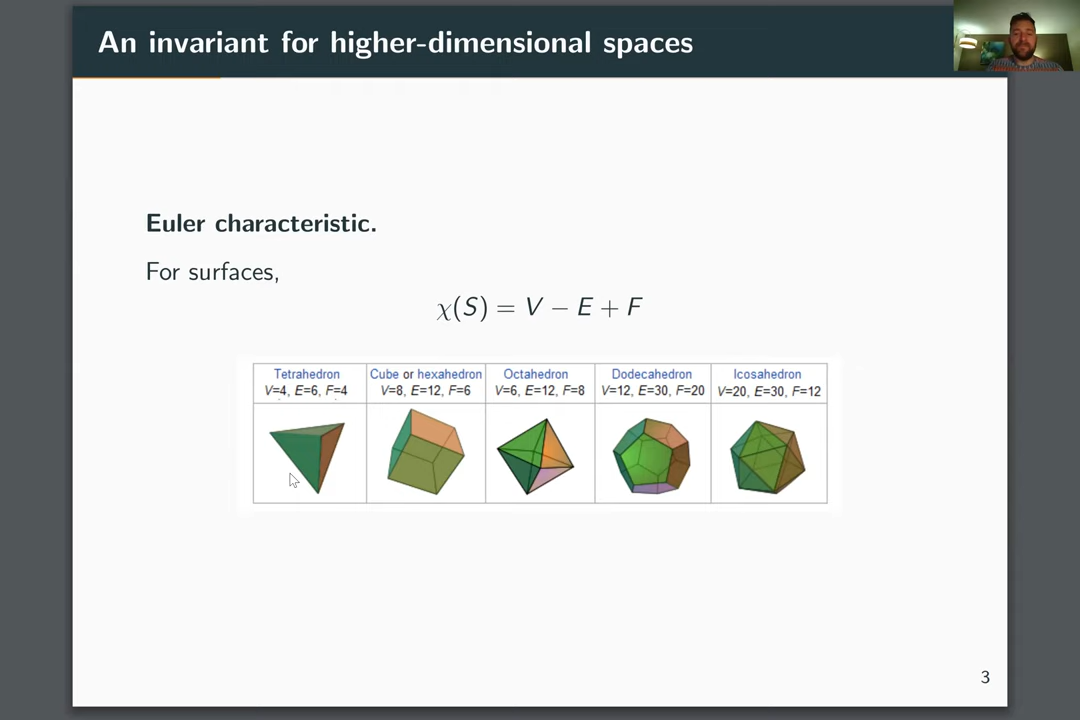 An invariant for higher-dimensional spaces
Euler characteristic.
For surfaces,
χ(S) = V − E + F
Tetrahedron
V=4, E=6, F=4
Cube or hexahedron
V=8, E=12, F=6
Octahedron
V=6, E=12, F=8
Dodecahedron
V=12, E=30, F=20
Icosahedron
V=20, E=30, F=12
3